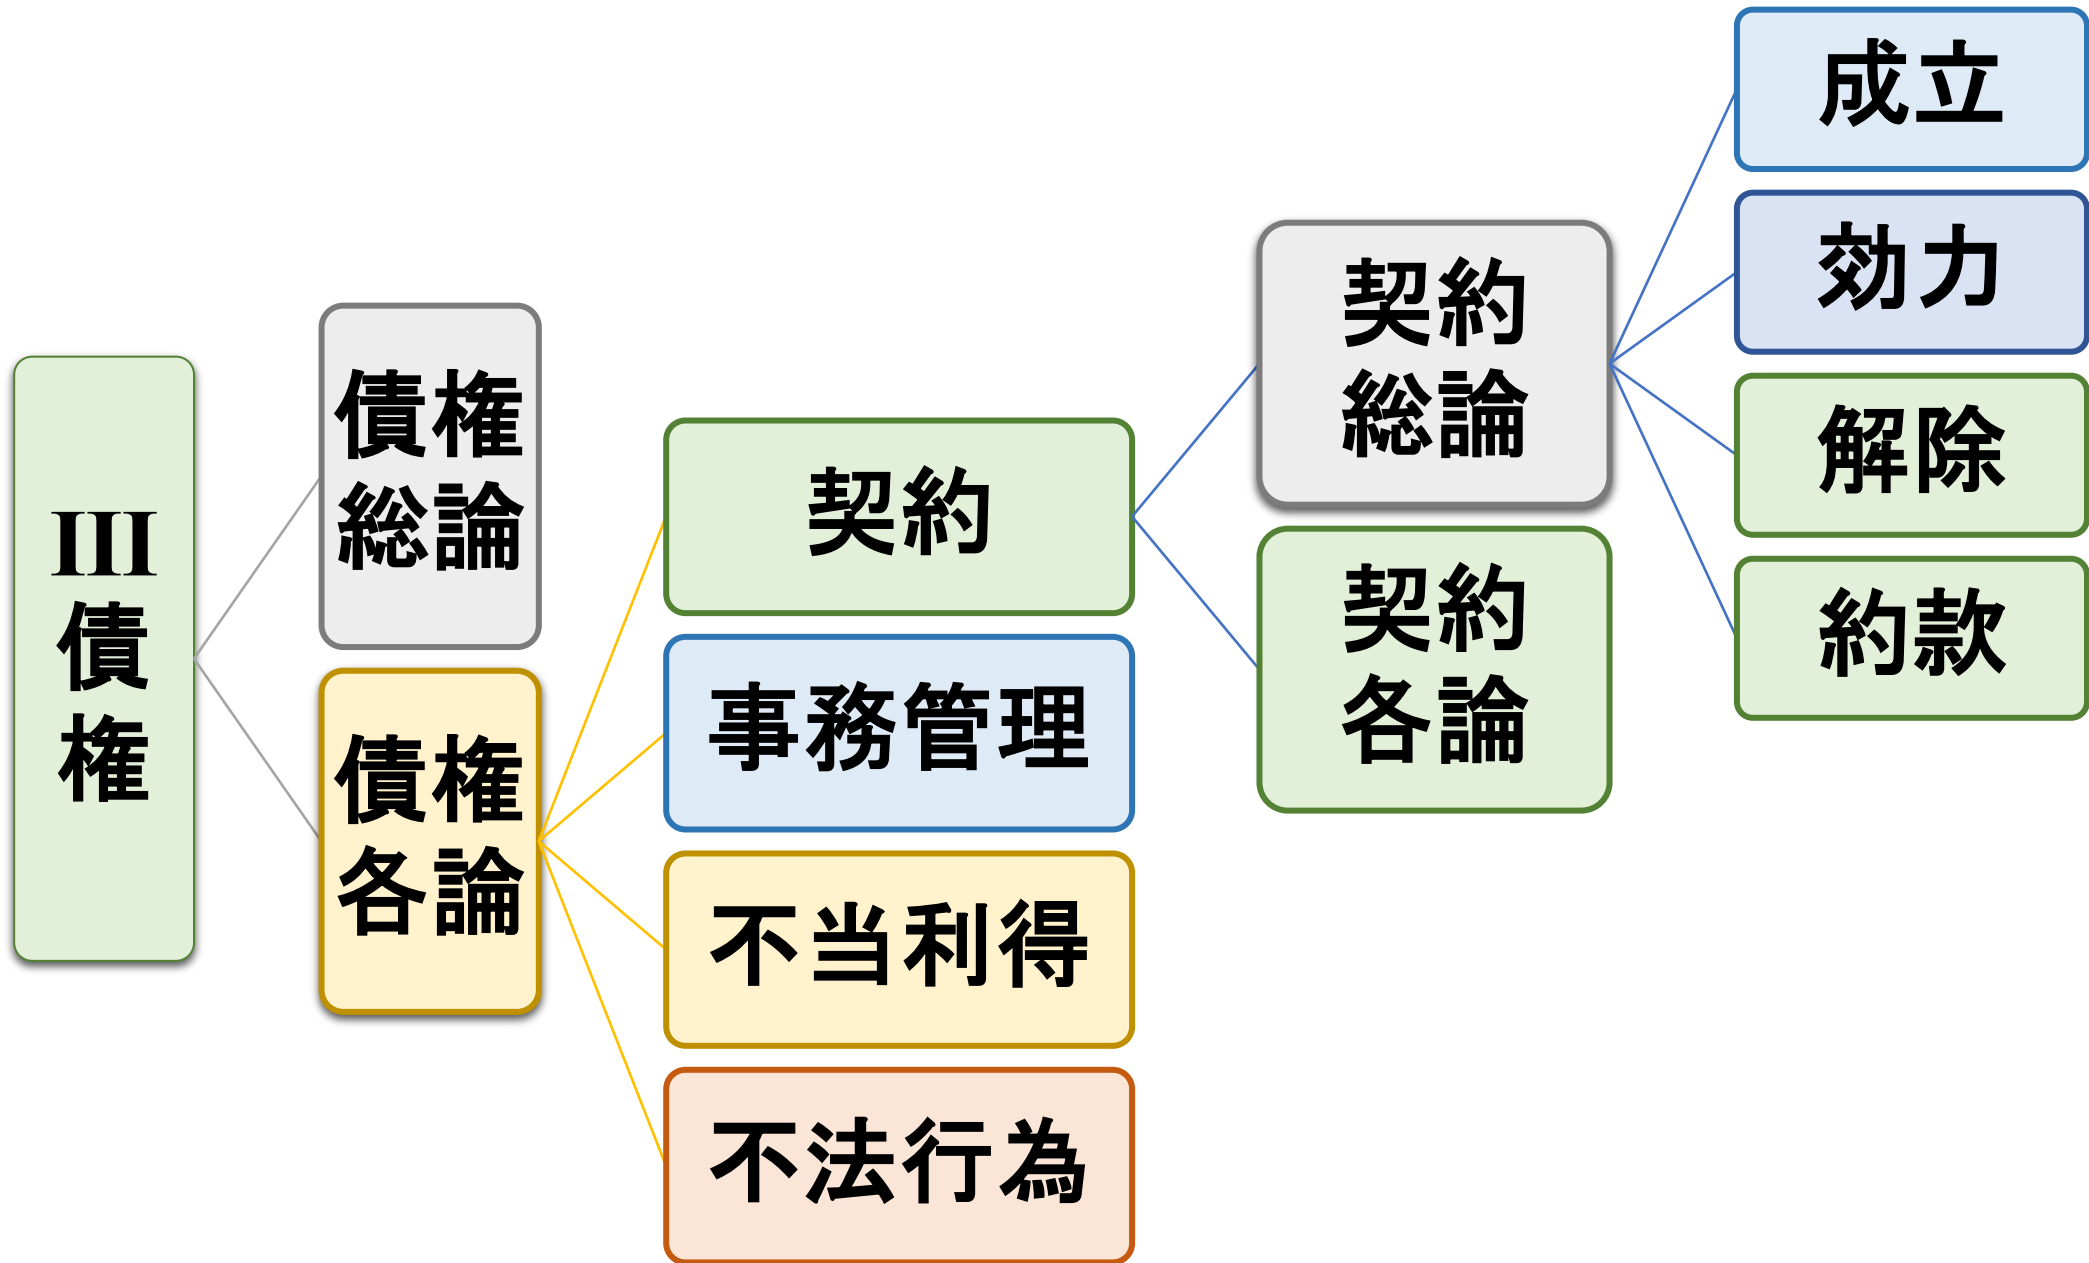 III
債
権
債権
総論
債権
各論
契約
事務管理
不当利得
不法行為
契約
総論
契約
各論
成立
効力
解除
約款